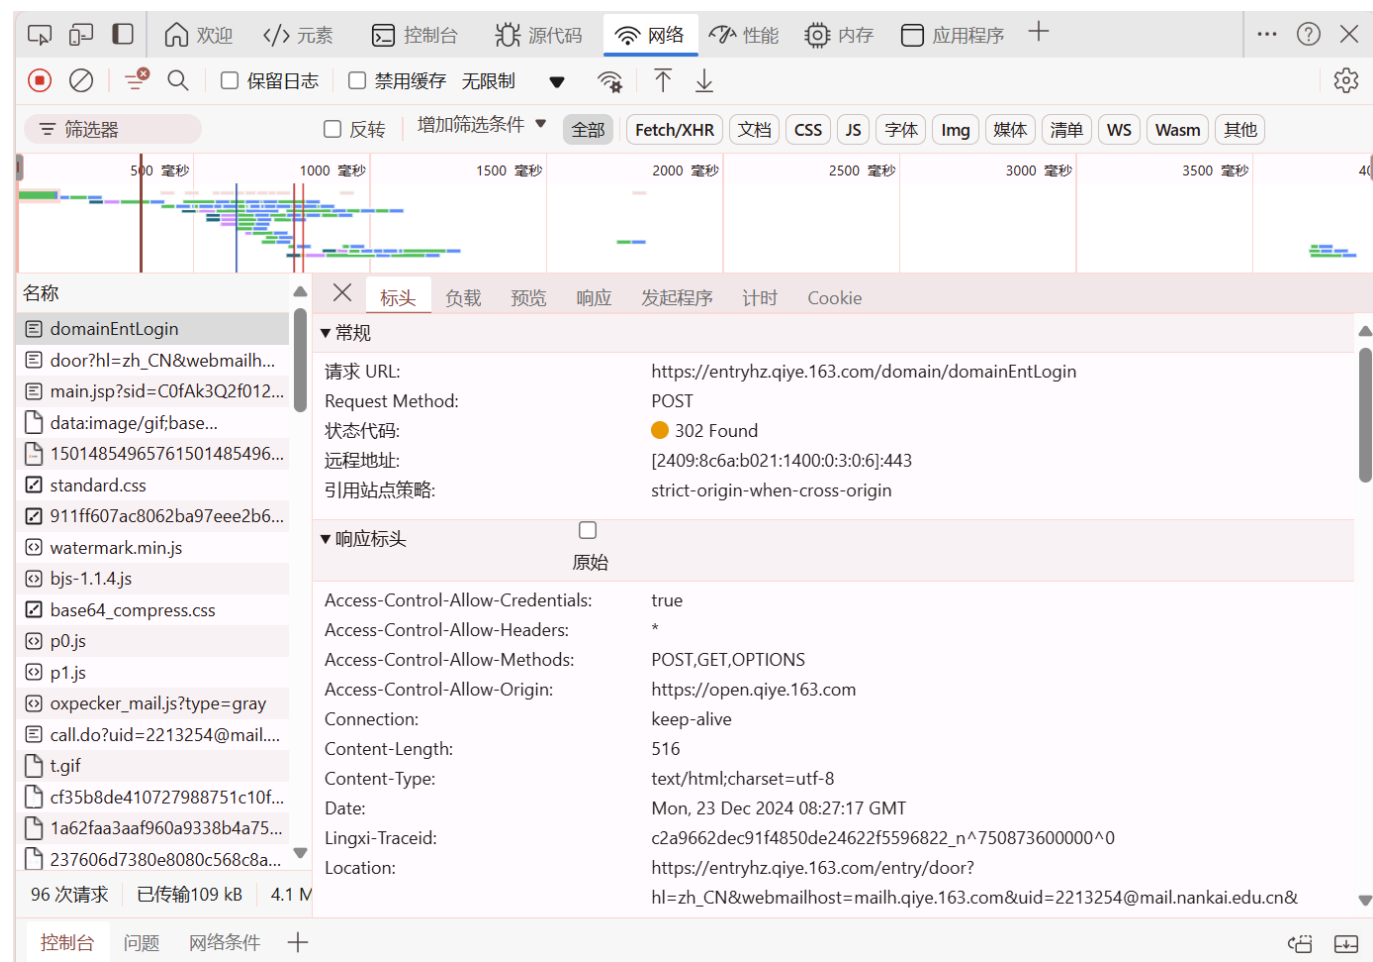 欢迎 元素 控制台 源代码 网络 性能 内存 应用程序
保留日志 禁用缓存 无限制
筛选器 反转 增加筛选条件 全部 Fetch/XHR 文档 CSS JS 字体 Img 媒体 清单 WS Wasm 其他
500 毫秒 1000 毫秒 1500 毫秒 2000 毫秒 2500 毫秒 3000 毫秒 3500 毫秒 40
名称
domainEntLogin
door?hl=zh_CN&webmailh...
main.jsp?sid=C0fAk3Q2f012...
data:image/gif;base...
15014854965761501485496...
standard.css
911ff607ac8062ba97eee2b6...
watermark.min.js
bjs-1.1.4.js
base64_compress.css
p0.js
p1.js
oxpecker_mail.js?type=gray
call.do?uid=2213254@mail....
t.gif
cf35b8de410727988751c10f...
1a62faa3aaf960a9338b4a75...
237606d7380e8080c568c8a...
96 次请求 已传输109 kB 4.1 M
标头 负载 预览 响应 发起程序 计时 Cookie
常规
请求 URL: https://entryhz.qiye.163.com/domain/domainEntLogin
Request Method: POST
状态代码: 302 Found
远程地址: [2409:8c6a:b021:1400:0:3:0:6]:443
引用站点策略: strict-origin-when-cross-origin
响应标头
原始
Access-Control-Allow-Credentials: true
Access-Control-Allow-Headers: *
Access-Control-Allow-Methods: POST,GET,OPTIONS
Access-Control-Allow-Origin: https://open.qiye.163.com
Connection: keep-alive
Content-Length: 516
Content-Type: text/html;charset=utf-8
Date: Mon, 23 Dec 2024 08:27:17 GMT
Lingxi-Traceid: c2a9662dec91f4850de24622f5596822_n^750873600000^0
Location: https://entryhz.qiye.163.com/entry/door?
hl=zh_CN&webmailhost=mailh.qiye.163.com&uid=2213254@mail.nankai.edu.cn&
控制台 问题 网络条件